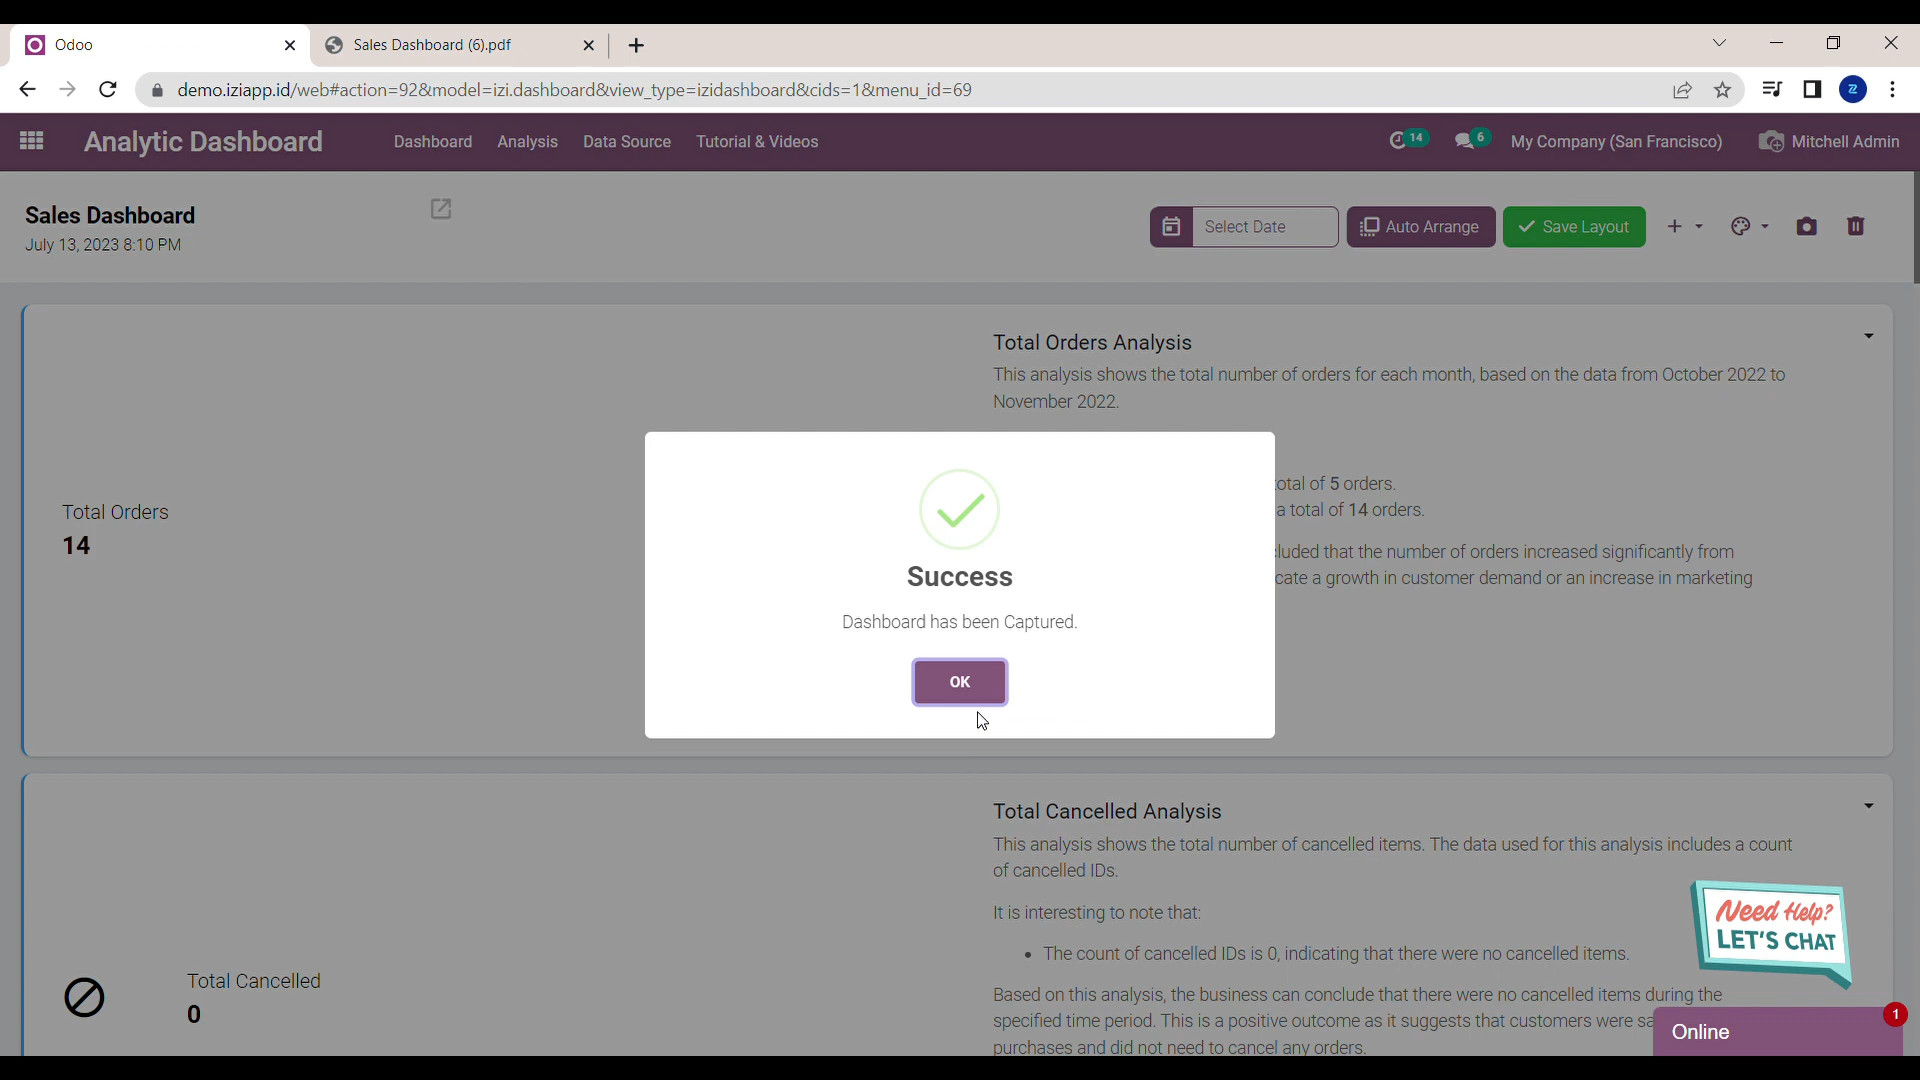 Odoo
Sales Dashboard (6).pdf
demo.iziapp.id/web#action=92&model=izi.dashboard&view_type=izidashboard&cids=1&menu_id=69
Z
Analytic Dashboard
Dashboard
Analysis
Data Source
Tutorial & Videos
14
6
My Company (San Francisco)
Mitchell Admin
Sales Dashboard
July 13, 2023 8:10 PM
Select Date
Auto Arrange
Save Layout
Total Orders
14
Total Orders Analysis
This analysis shows the total number of orders for each month, based on the data from October 2022 to
November 2022.
total of 5 orders.
a total of 14 orders.
that the number of orders increased significantly from
a growth in customer demand or an increase in marketing
Success
Dashboard has been Captured.
OK
Total Cancelled
0
Total Cancelled Analysis
This analysis shows the total number of cancelled items. The data used for this analysis includes a count
of cancelled IDs.
It is interesting to note that:
• The count of cancelled IDs is 0, indicating that there were no cancelled items.
Based on this analysis, the business can conclude that there were no cancelled items during the
specified time period. This is a positive outcome as it suggests that customers were
purchases and did not need to cancel any orders.
Need Help?
LET'S CHAT
Online
1